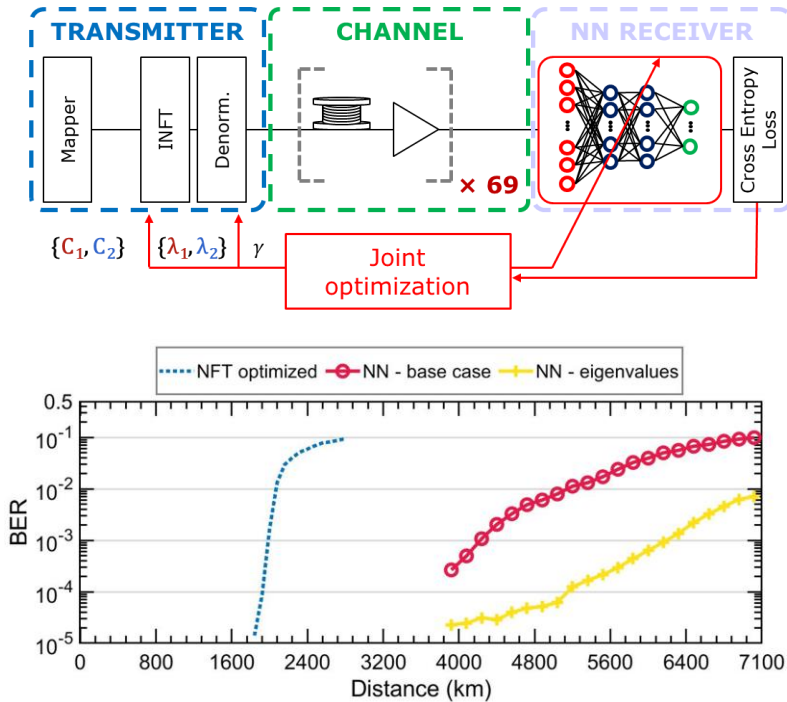 TRANSMITTER
CHANNEL
NN RECEIVER
Mapper
INFT
Denorm.
× 69
Cross Entropy
Loss
{C₁,C₂}
{λ₁,λ₂}
γ
Joint
optimization
NFT optimized
NN - base case
NN - eigenvalues
0.5
10⁻¹
10⁻²
10⁻³
10⁻⁴
10⁻⁵
BER
0 800 1600 2400 3200 4000 4800 5600 6400 7100
Distance (km)